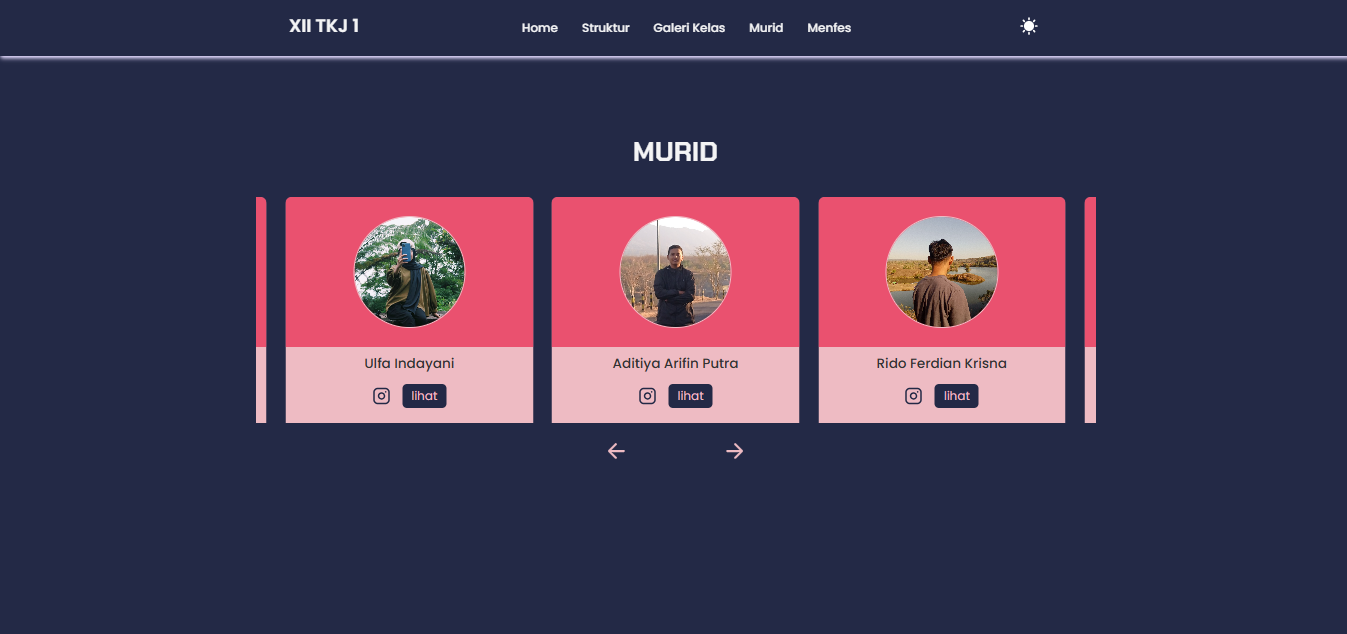 XII TKJ 1
Home Struktur Galeri Kelas Murid Menfes
MURID
Ulfa Indayani
lihat
Aditiya Arifin Putra
lihat
Rido Ferdian Krisna
lihat